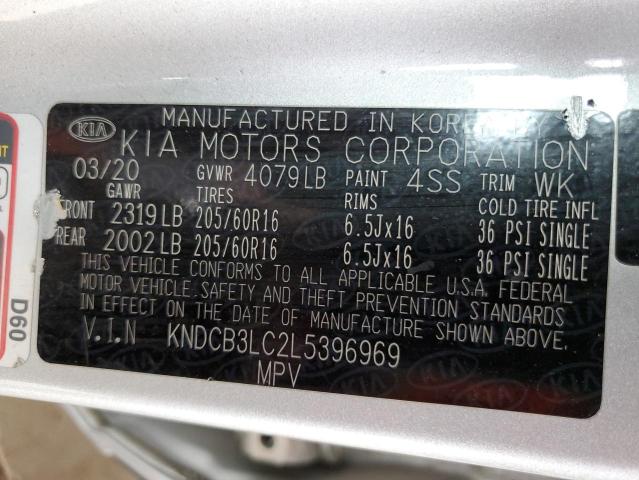 MANUFACTURED IN KOREA BY
KIA KIA MOTORS CORPORATION
03/20 GVWR 4079LB PAINT 4SS TRIM WK
GAWR TIRES RIMS COLD TIRE INFL
FRONT 2319LB 205/60R16 6.5Jx16 36 PSI SINGLE
REAR 2002LB 205/60R16 6.5Jx16 36 PSI SINGLE
THIS VEHICLE CONFORMS TO ALL APPLICABLE U.S.A. FEDERAL
MOTOR VEHICLE SAFETY AND THEFT PREVENTION STANDARDS
IN EFFECT ON THE DATE OF MANUFACTURE SHOWN ABOVE.
V.I.N KNDCB3LC2L5396969
MPV
D60